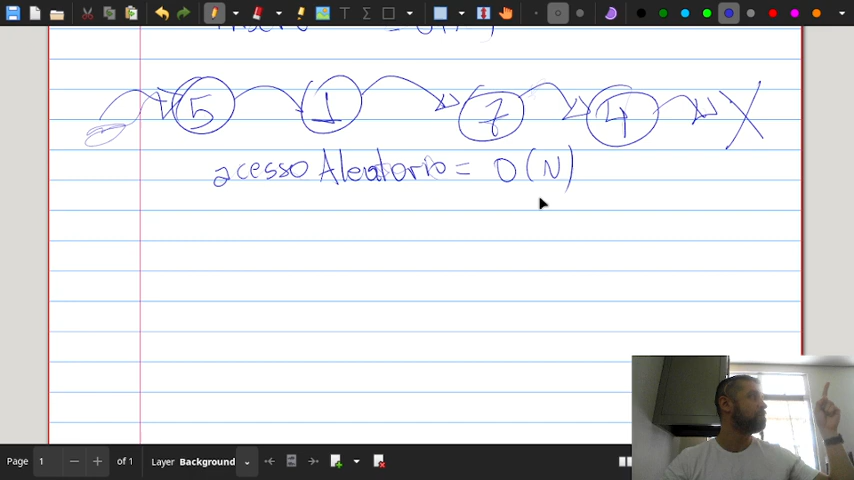 5 1 7 4 X
acesso Aleatorio = O(N)
Page 1 of 1 Layer Background